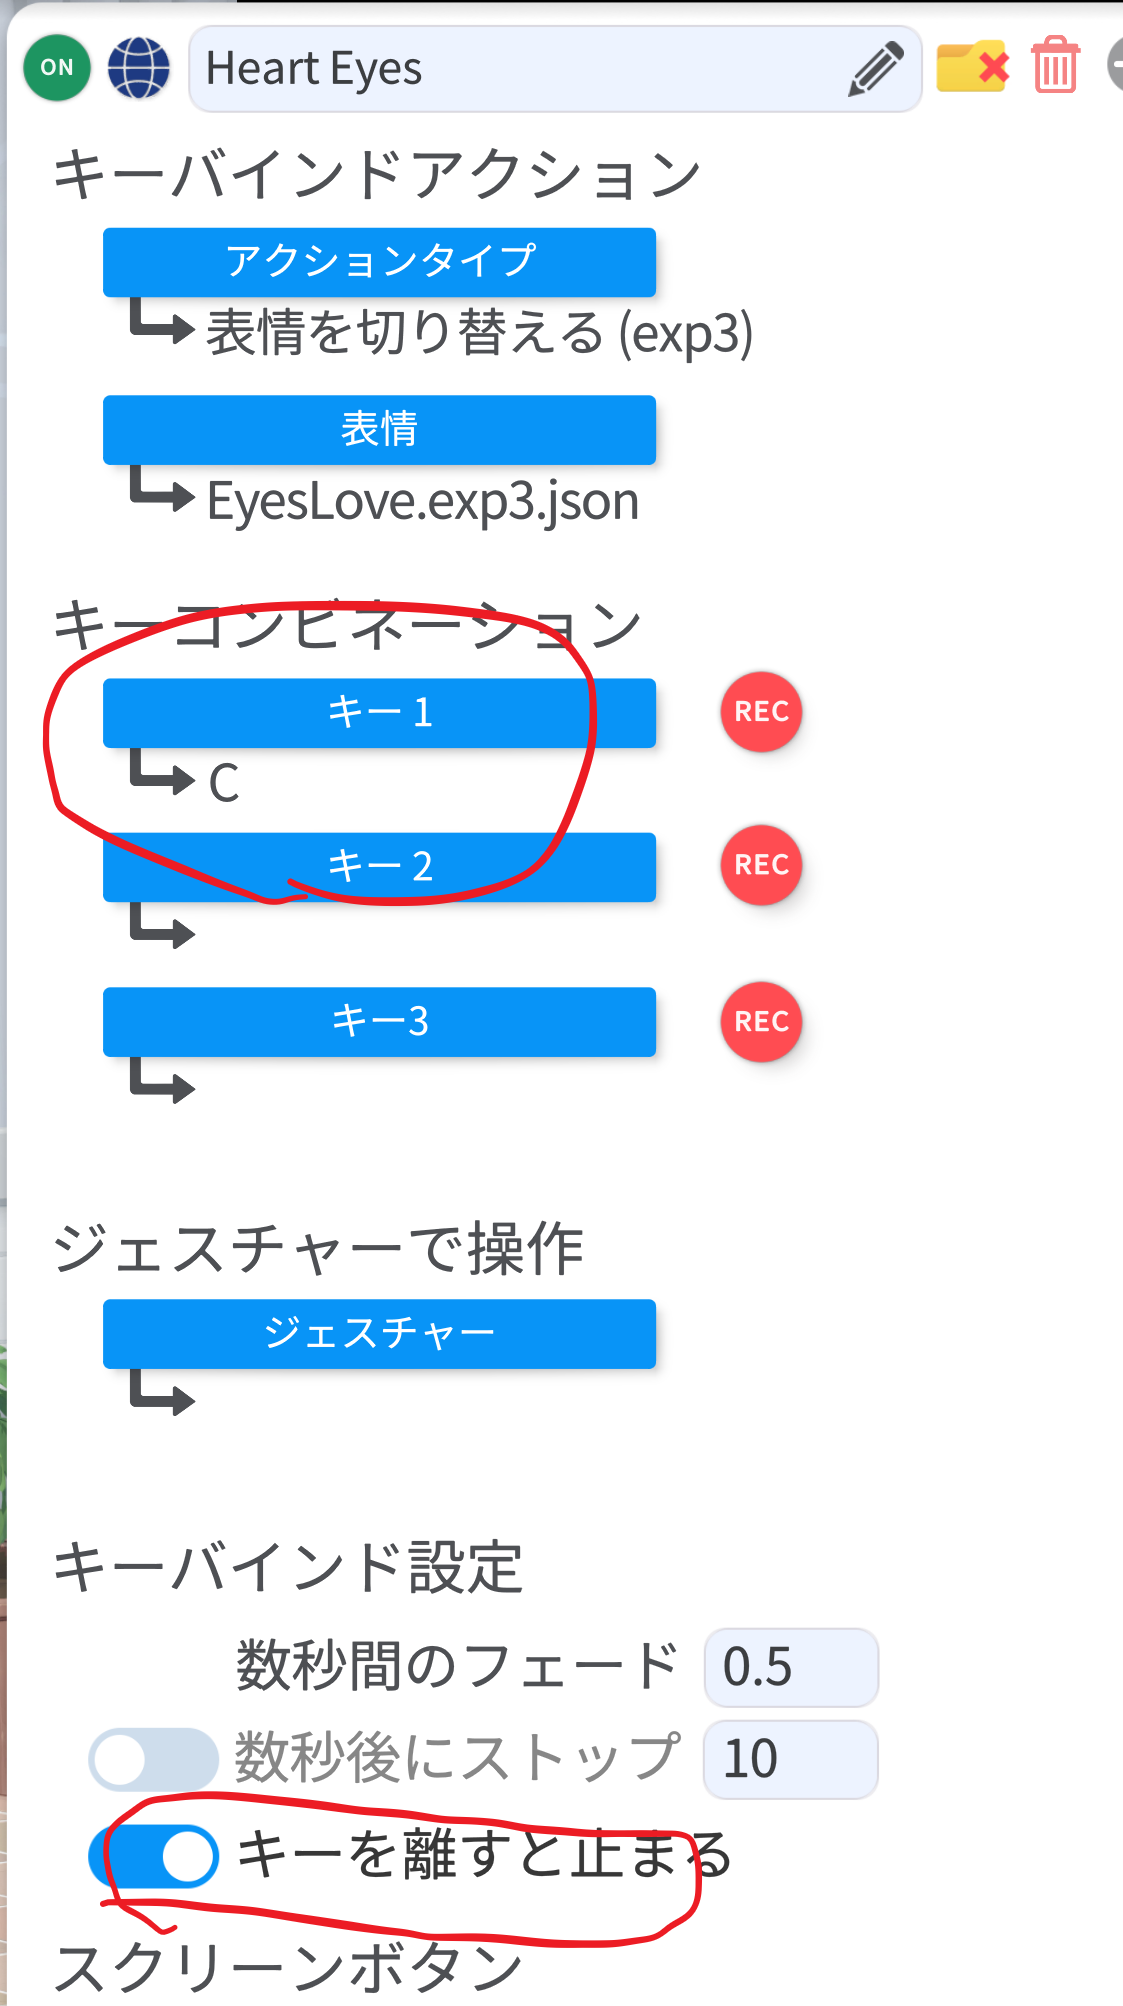 ON
Heart Eyes
キーバインドアクション
アクションタイプ
表情を切り替える (exp3)
表情
EyesLove.exp3.json
キーコンビネーション
キー 1
REC
C
キー 2
REC
キー3
REC
ジェスチャーで操作
ジェスチャー
キーバインド設定
数秒間のフェード 0.5
数秒後にストップ 10
キーを離すと止まる
スクリーンボタン